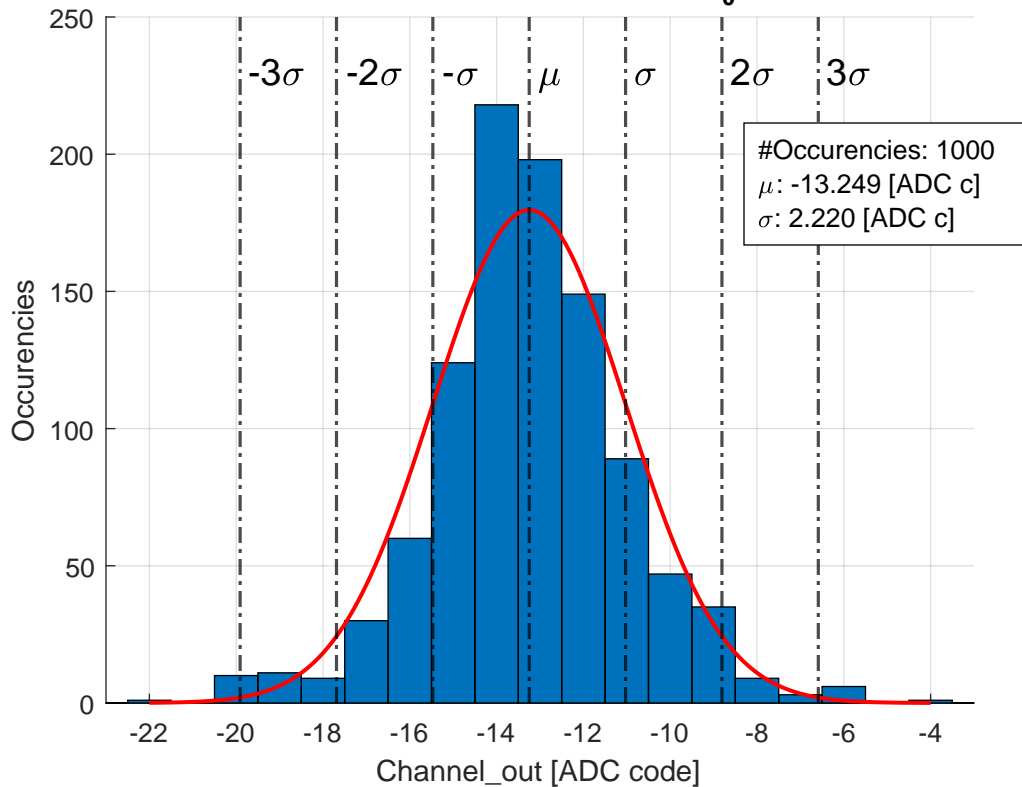 250
200
150
100
50
0
-3σ -2σ -σ μ σ 2σ 3σ
#Occurencies: 1000
μ: -13.249 [ADC c]
σ: 2.220 [ADC c]
Occurencies
-22 -20 -18 -16 -14 -12 -10 -8 -6 -4
Channel_out [ADC code]